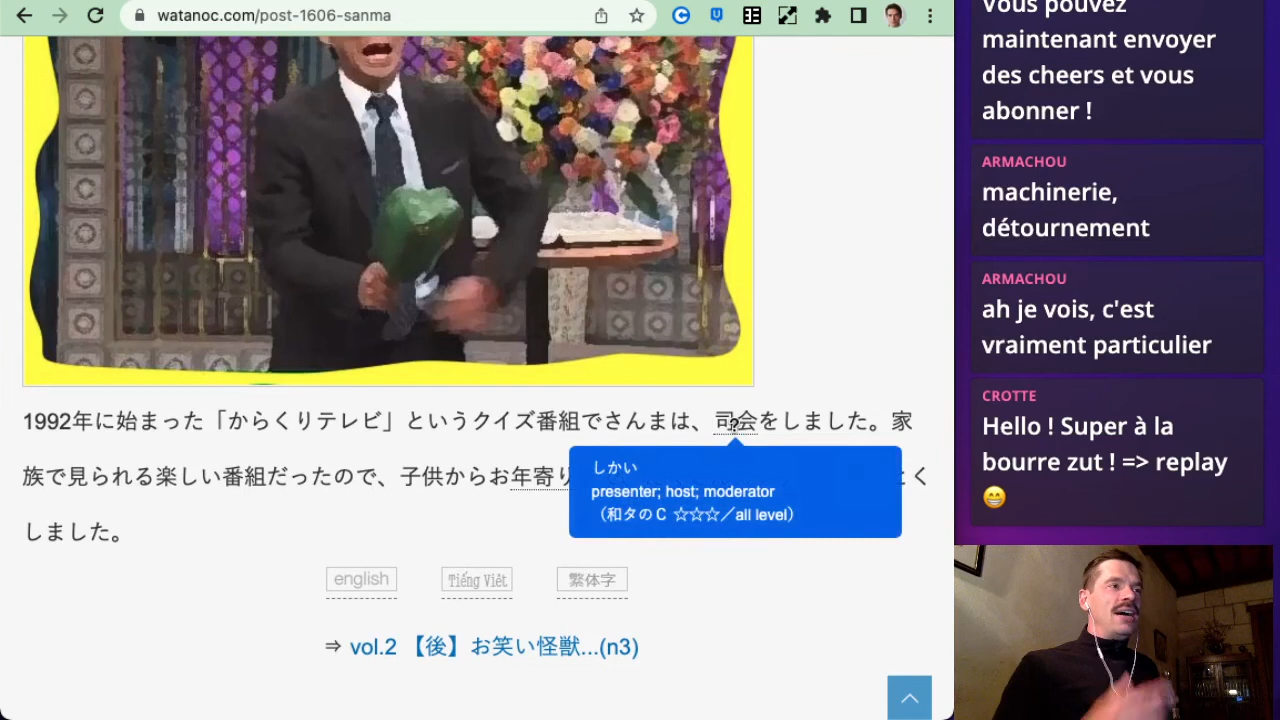 watanoc.com/post-1606-sanma
1992年に始まった「からくりテレビ」というクイズ番組でさんまは、司会をしました。家
族で見られる楽しい番組だったので、子供からお年寄り
とく
しました。
しかい
presenter; host; moderator
（和タのC ☆☆☆／all level）
english
Tiếng Việt
繁体字
⇒ vol.2 【後】お笑い怪獣...(n3)
Vous pouvez
maintenant envoyer
des cheers et vous
abonner !
ARMACHOU
machinerie,
détournement
ARMACHOU
ah je vois, c'est
vraiment particulier
CROTTE
Hello ! Super à la
bourre zut ! => replay
😁